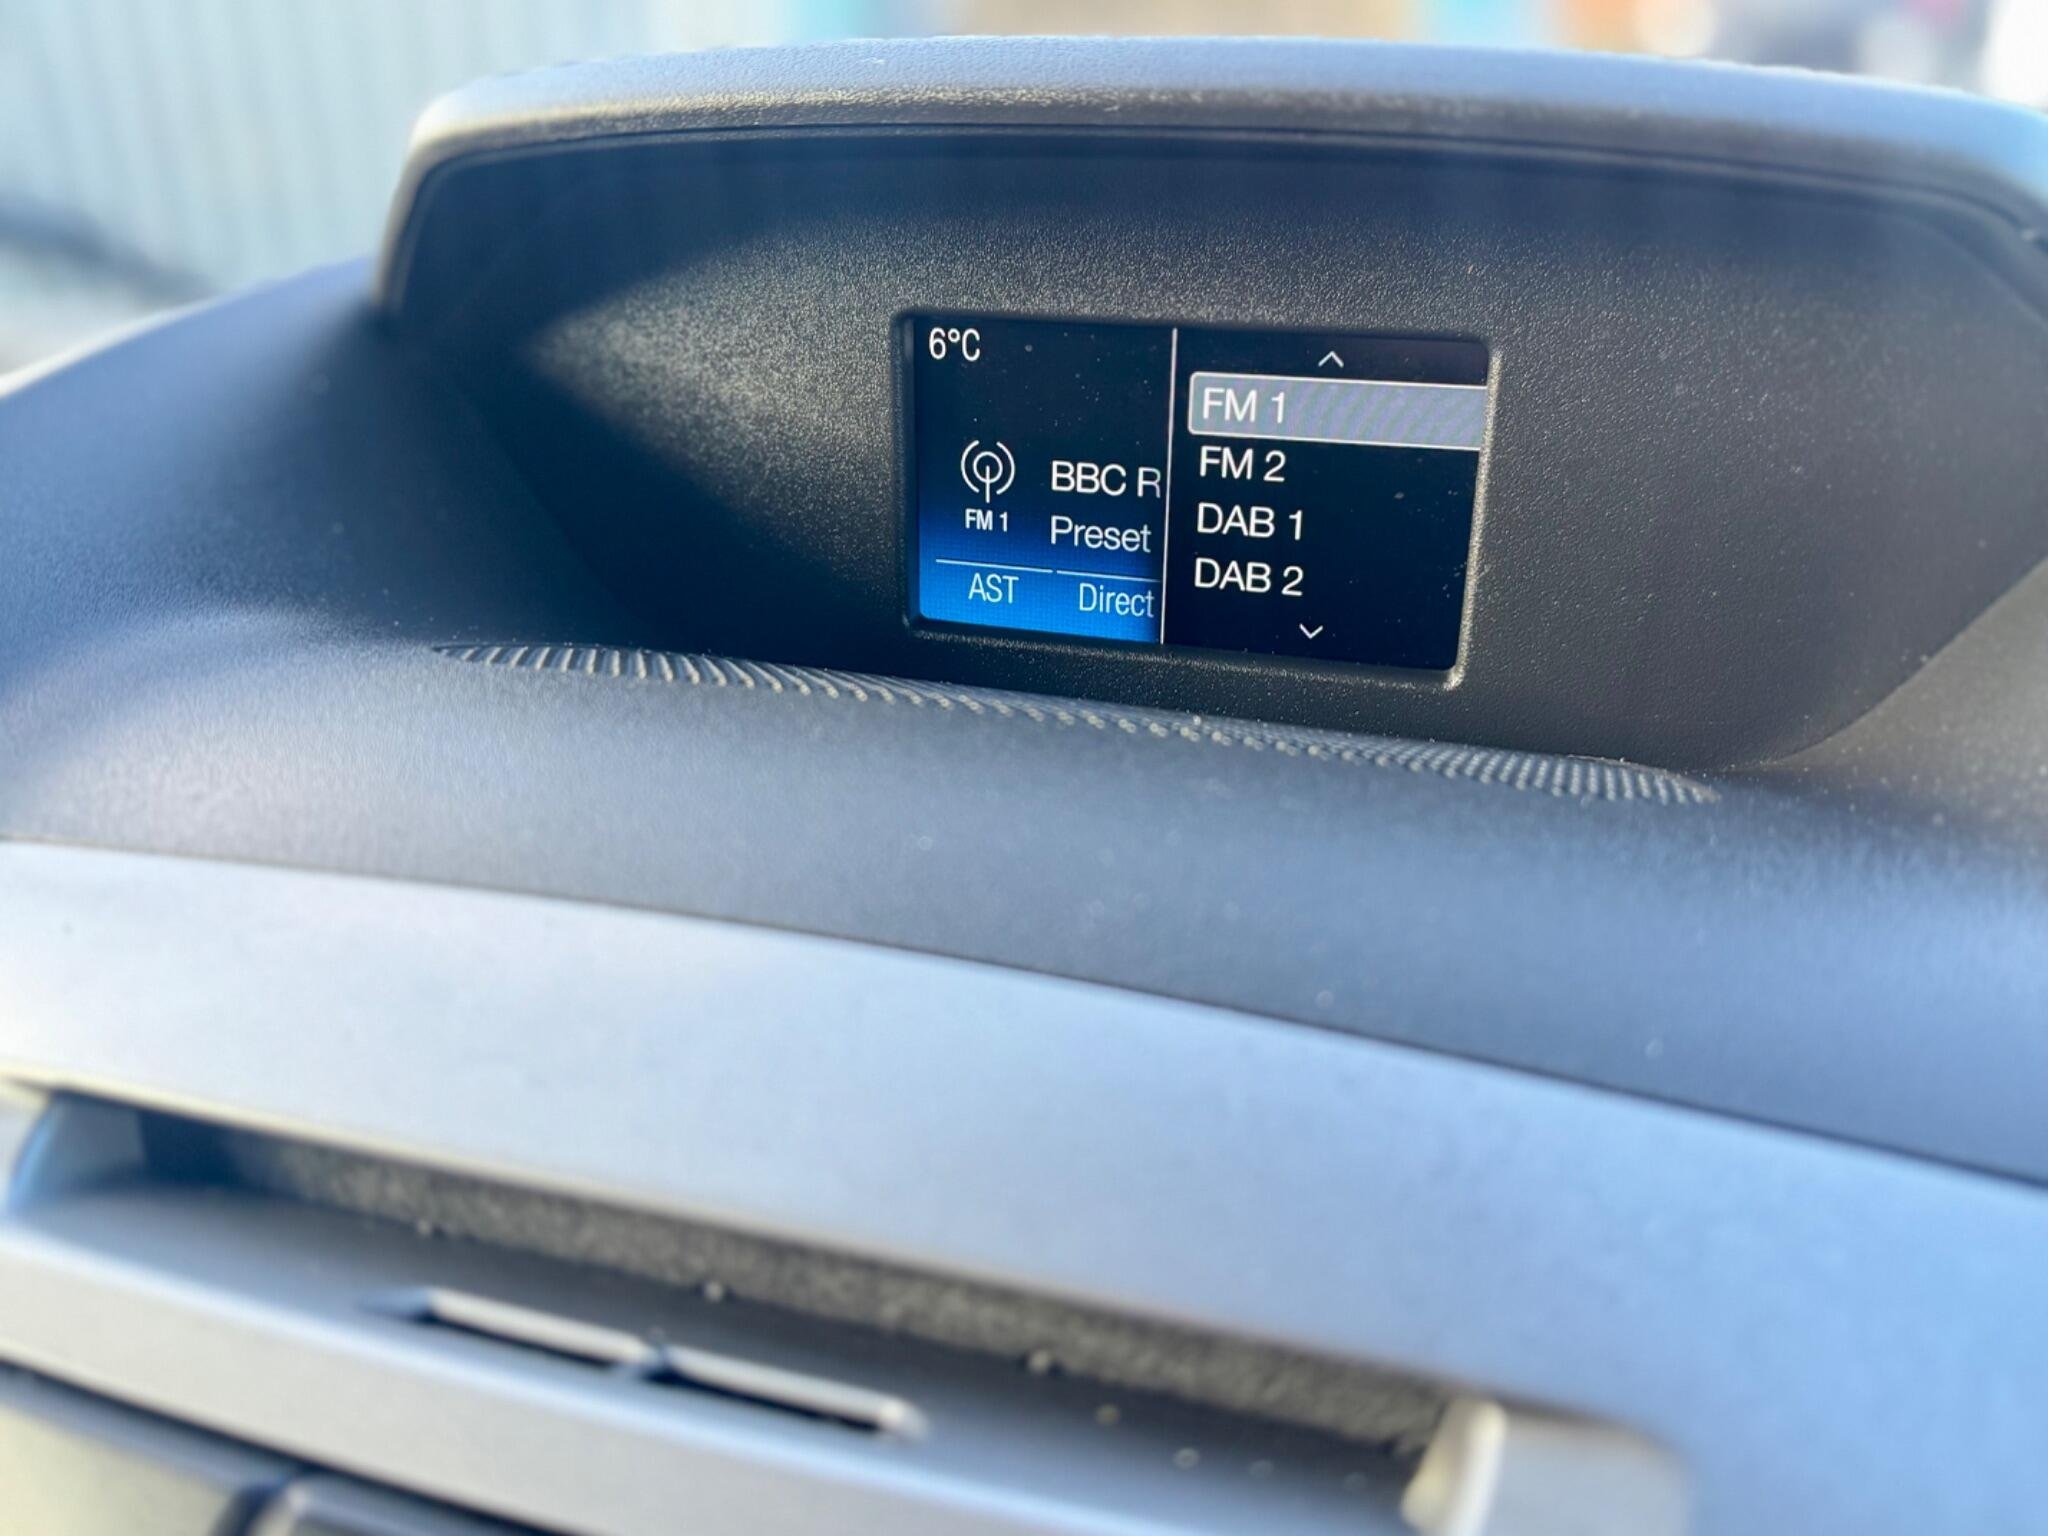 6°C
FM 1
BBC R
Preset
AST
Direct
FM 1
FM 2
DAB 1
DAB 2